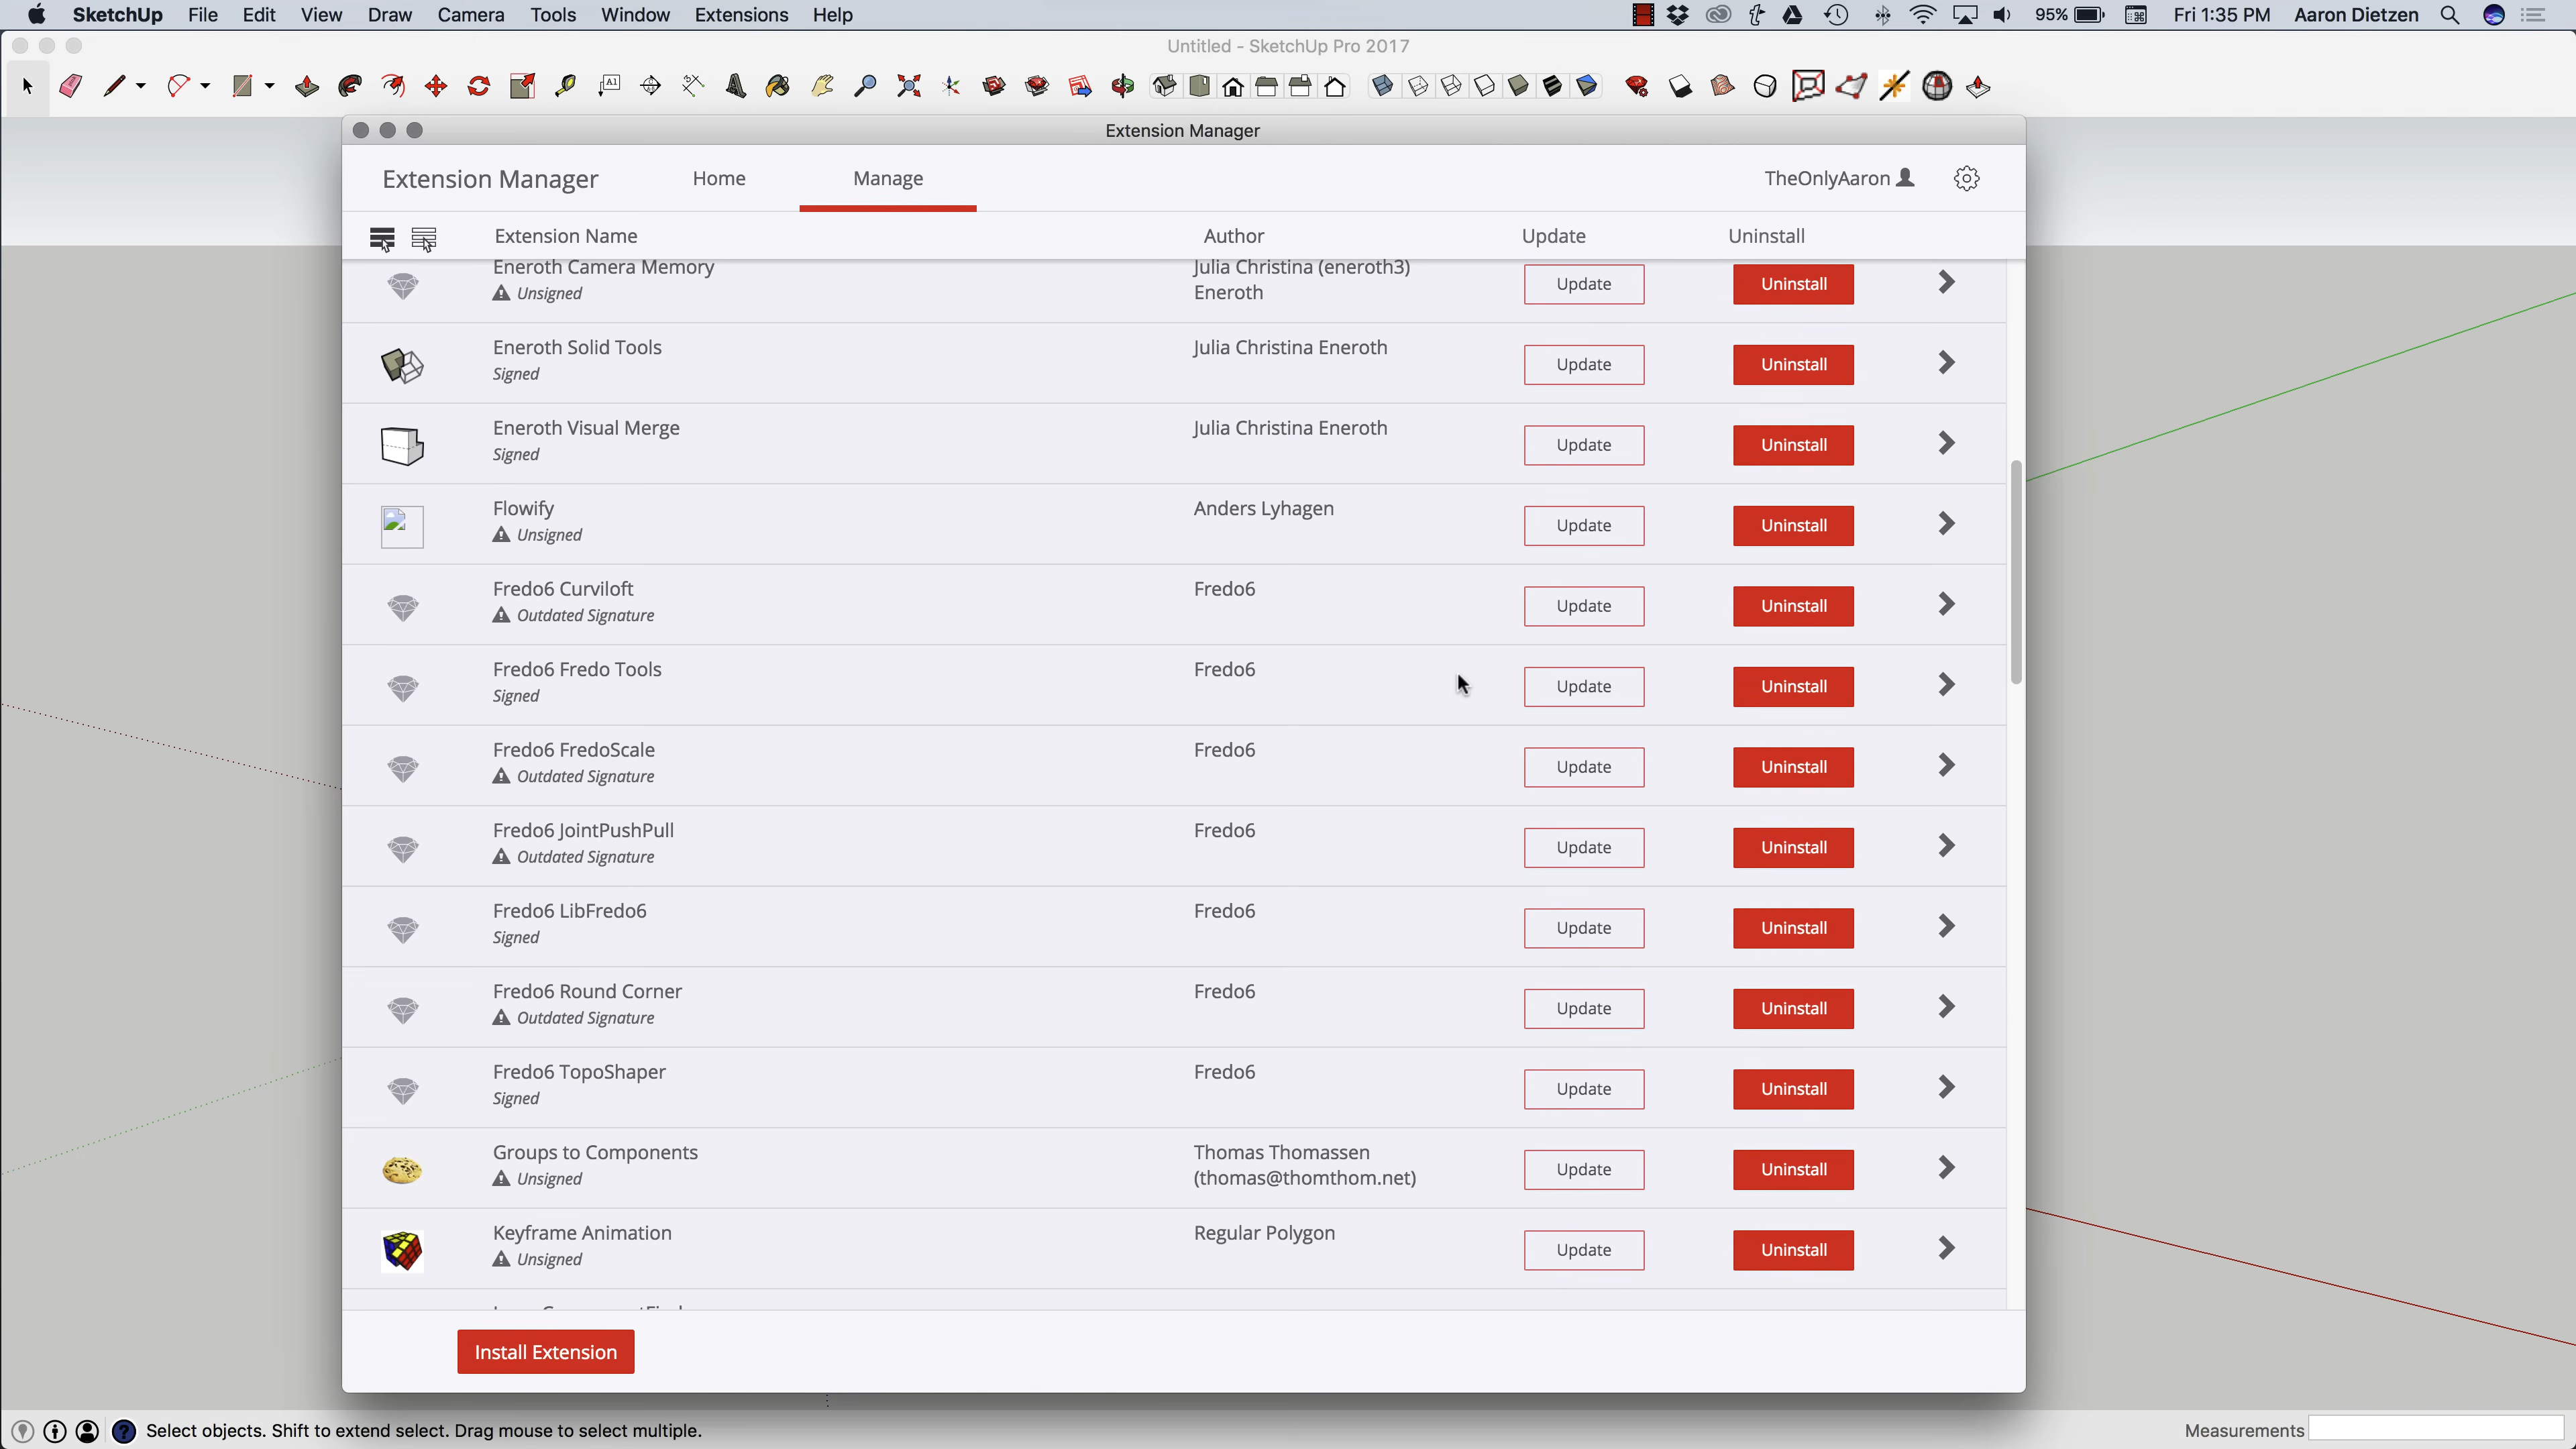 SketchUp File Edit View Draw Camera Tools Window Extensions Help 95% Fri 1:35 PM Aaron Dietzen
Untitled - SketchUp Pro 2017
A1
Extension Manager
Extension Manager Home Manage TheOnlyAaron
Extension Name Author Update Uninstall
Eneroth Camera Memory Julia Christina (eneroth3)
Unsigned Eneroth Update Uninstall
Eneroth Solid Tools Julia Christina Eneroth Update Uninstall
Signed
Eneroth Visual Merge Julia Christina Eneroth Update Uninstall
Signed
Flowify Anders Lyhagen Update Uninstall
Unsigned
Fredo6 Curviloft Fredo6 Update Uninstall
Outdated Signature
Fredo6 Fredo Tools Fredo6 Update Uninstall
Signed
Fredo6 FredoScale Fredo6 Update Uninstall
Outdated Signature
Fredo6 JointPushPull Fredo6 Update Uninstall
Outdated Signature
Fredo6 LibFredo6 Fredo6 Update Uninstall
Signed
Fredo6 Round Corner Fredo6 Update Uninstall
Outdated Signature
Fredo6 TopoShaper Fredo6 Update Uninstall
Signed
Groups to Components Thomas Thomassen Update Uninstall
Unsigned (thomas@thomthom.net)
Keyframe Animation Regular Polygon Update Uninstall
Unsigned
Install Extension
Select objects. Shift to extend select. Drag mouse to select multiple. Measurements